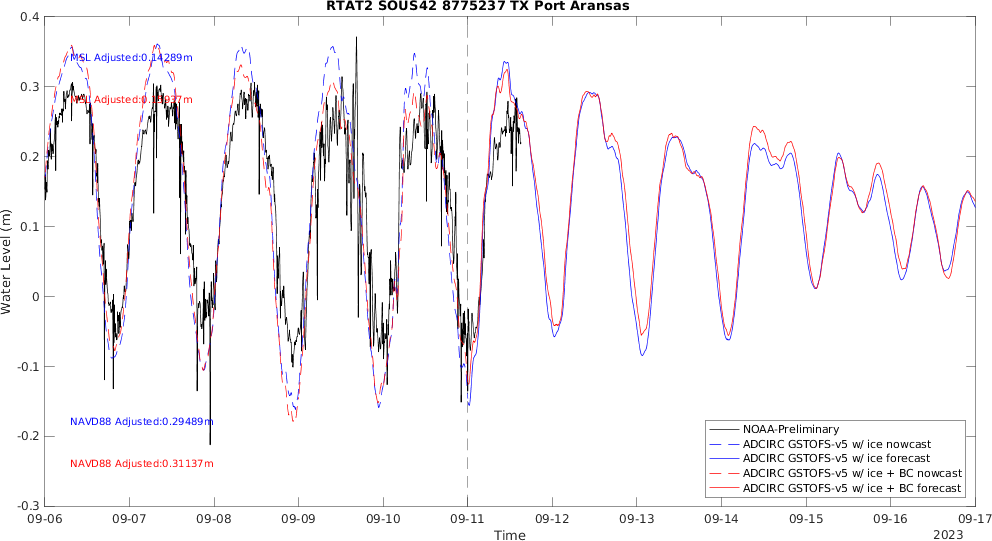 RTAT2 SOUS42 8775237 TX Port Aransas
0.4
0.3
0.2
0.1
0
-0.1
-0.2
-0.3
Water Level (m)
MSL Adjusted:0.14289m
MSL
NAVD88 Adjusted:0.29489m
NAVD88 Adjusted:0.31137m
NOAA-Preliminary
ADCIRC GSTOFS-v5 w/ ice nowcast
ADCIRC GSTOFS-v5 w/ ice forecast
ADCIRC GSTOFS-v5 w/ ice + BC nowcast
ADCIRC GSTOFS-v5 w/ ice + BC forecast
09-06 09-07 09-08 09-09 09-10 09-11 09-12 09-13 09-14 09-15 09-16 09-17
Time
2023